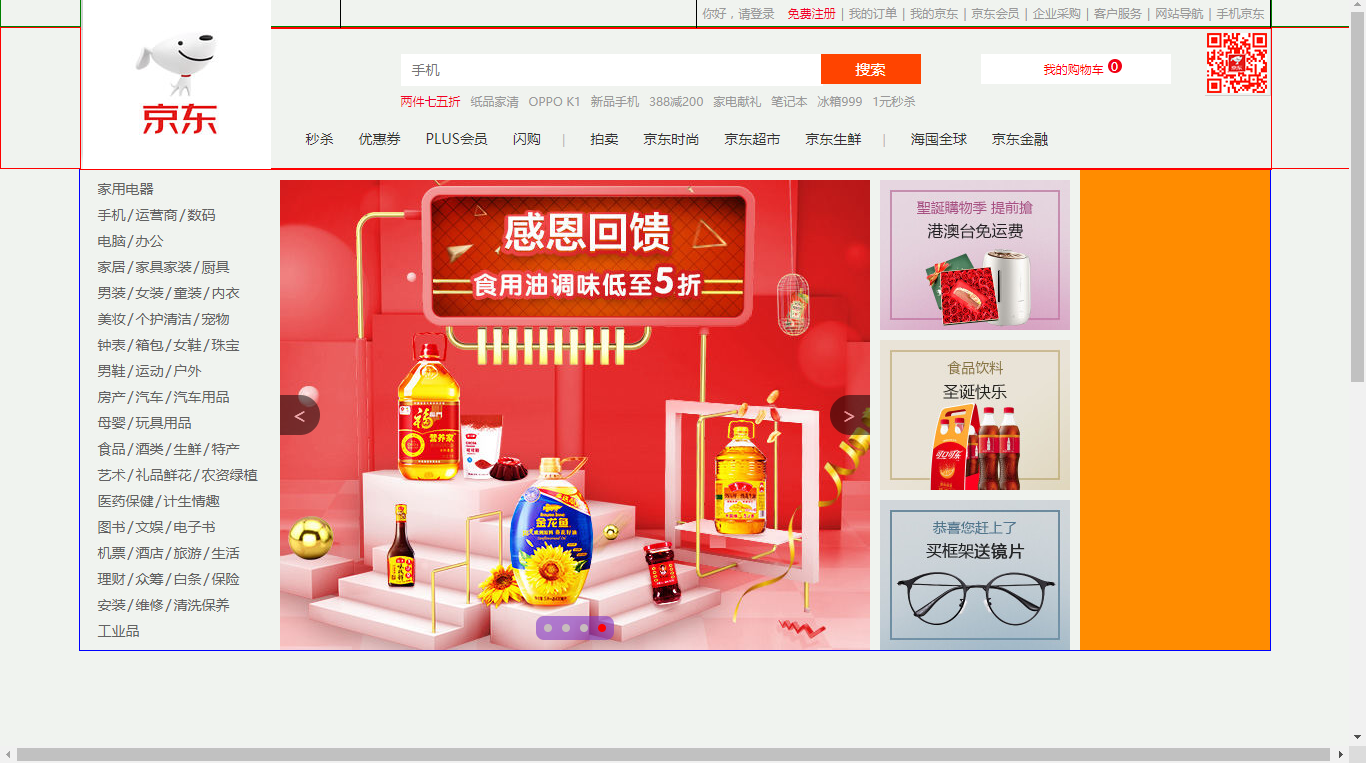 你好，请登录 免费注册 | 我的订单 | 我的京东 | 京东会员 | 企业采购 | 客户服务 | 网站导航 | 手机京东
京东
手机
搜索
我的购物车 0
两件七五折 纸品家清 OPPO K1 新品手机 388减200 家电献礼 笔记本 冰箱999 1元秒杀
秒杀 优惠券 PLUS会员 闪购 | 拍卖 京东时尚 京东超市 京东生鲜 | 海囤全球 京东金融
家用电器
手机/运营商/数码
电脑/办公
家居/家具家装/厨具
男装/女装/童装/内衣
美妆/个护清洁/宠物
钟表/箱包/女鞋/珠宝
男鞋/运动/户外
房产/汽车/汽车用品
母婴/玩具用品
食品/酒类/生鲜/特产
艺术/礼品鲜花/农资绿植
医药保健/计生情趣
图书/文娱/电子书
机票/酒店/旅游/生活
理财/众筹/白条/保险
安装/维修/清洗保养
工业品
感恩回馈
食用油调味低至5折
<
>
福
营养家
金龙鱼
聖誕購物季 提前搶
港澳台免运费
食品饮料
圣诞快乐
可口可乐
恭喜您赶上了
买框架送镜片